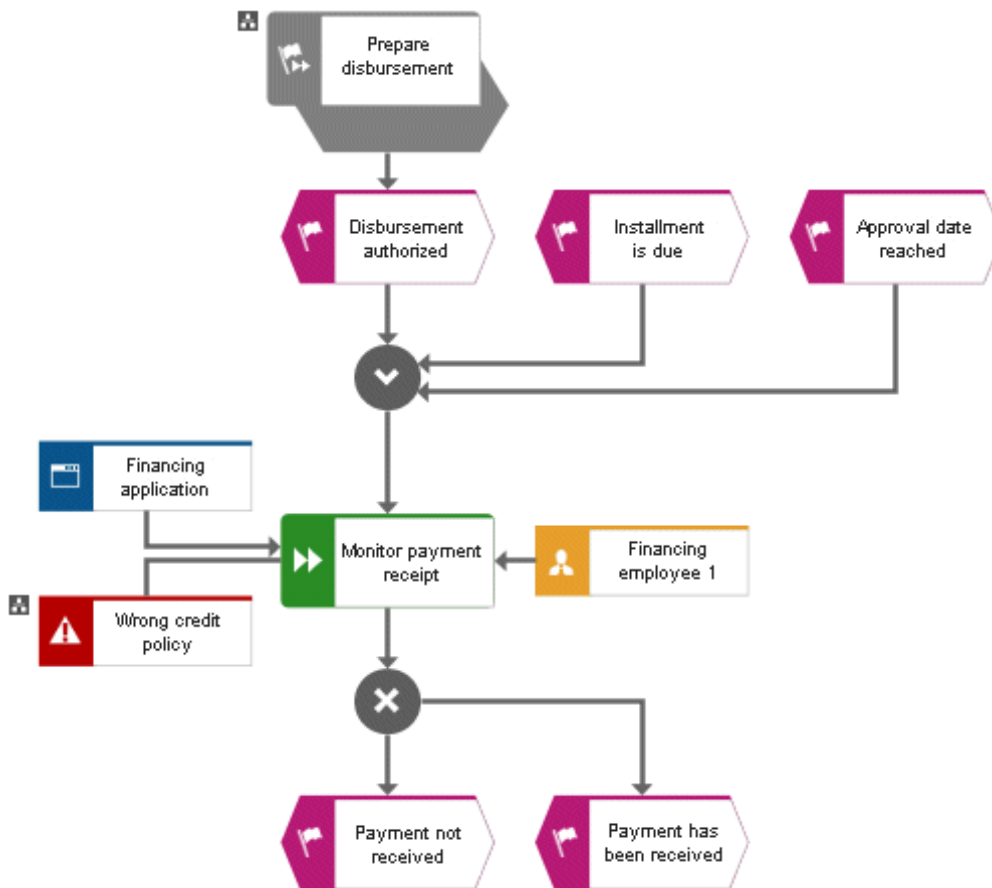 Prepare
disbursement
Disbursement
authorized
Installment
is due
Approval date
reached
Financing
application
Monitor payment
receipt
Financing
employee 1
Wrong credit
policy
Payment not
received
Payment has
been received